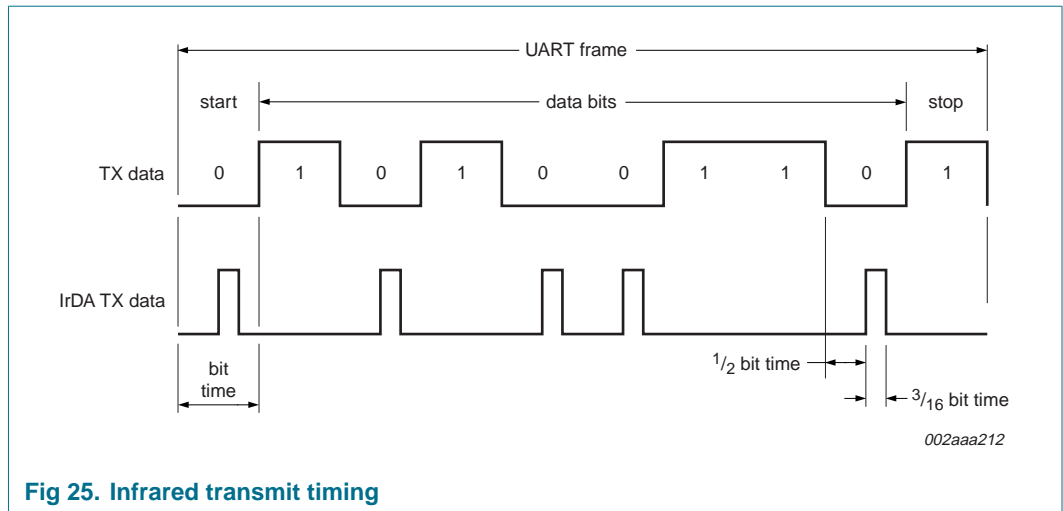 UART frame
start data bits stop
TX data 0 1 0 1 0 0 1 1 0 1
IrDA TX data
bit time
1/2 bit time
3/16 bit time
002aaa212
Fig 25. Infrared transmit timing